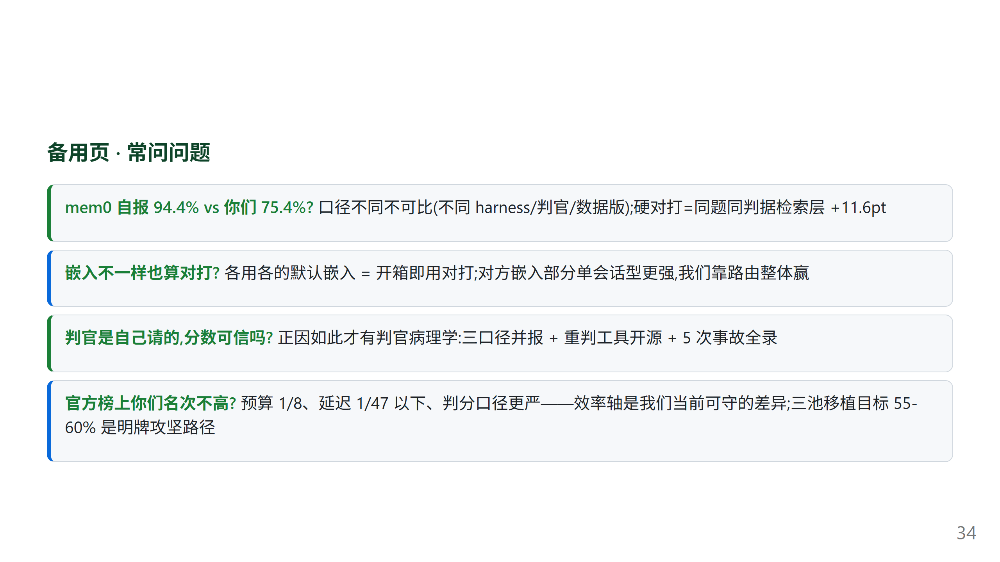 备用页 · 常问问题
mem0 自报 94.4% vs 你们 75.4%? 口径不同不可比(不同 harness/判官/数据版);硬对打=同题同判据检索层 +11.6pt
嵌入不一样也算对打? 各用各的默认嵌入 = 开箱即用对打;对方嵌入部分单会话型更强,我们靠路由整体赢
判官是自己请的,分数可信吗? 正因如此才有判官病理学:三口径并报 + 重判工具开源 + 5 次事故全录
官方榜上你们名次不高? 预算 1/8、延迟 1/47 以下、判分口径更严——效率轴是我们当前可守的差异;三池移植目标 55-
60% 是明牌攻坚路径
34